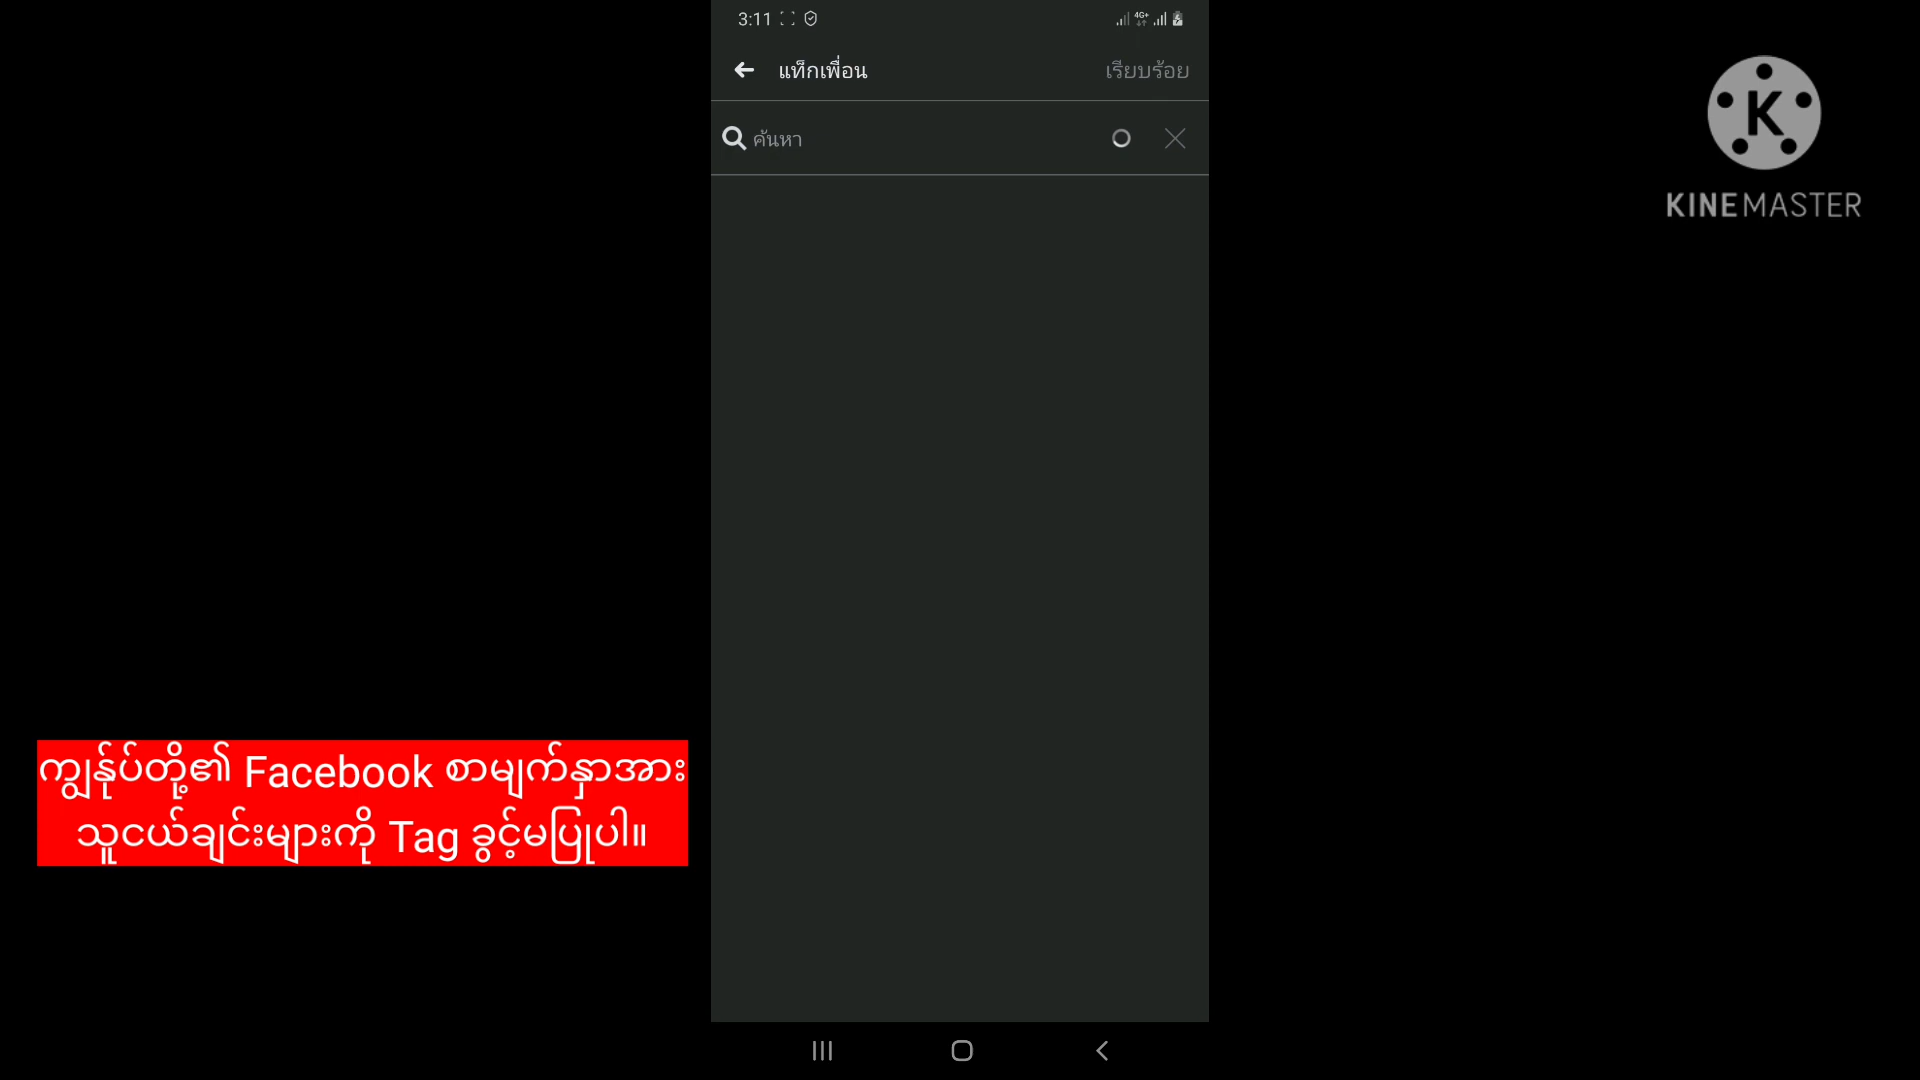 3:11
4G+
แท็กเพื่อน
เรียบร้อย
ค้นหา
K
KINEMASTER
ကျွန်ုပ်တို့၏ Facebook စာမျက်နှာအား
သူငယ်ချင်းများကို Tag ခွင့်မပြုပါ။